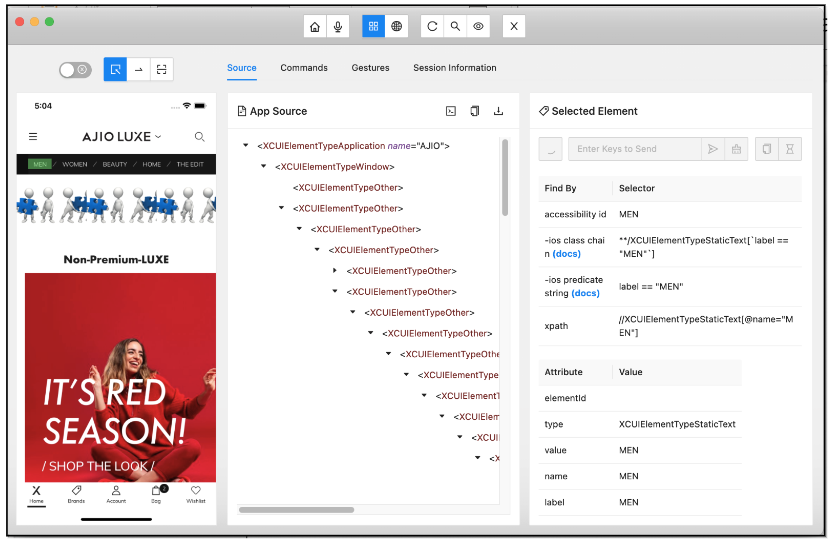 Source
Commands
Gestures
Session Information
5:04
AJIO LUXE
MEN / WOMEN / BEAUTY / HOME / THE EDIT
Non-Premium-LUXE
IT'S RED
SEASON!
/ SHOP THE LOOK /
Home
Brands
Account
Bag
Wishlist
App Source
<XCUIElementTypeApplication name="AJIO">
<XCUIElementTypeWindow>
<XCUIElementTypeOther>
<XCUIElementTypeOther>
<XCUIElementTypeOther>
<XCUIElementTypeOther>
<XCUIElementTypeOther>
<XCUIElementTypeOther>
<XCUIElementTypeOther>
<XCUIElementTypeOther>
<XCUIElementTypeOthe
<XCUIElementType
<XCUIElementT
<XCUIElem
<XCUI
<X
Selected Element
Enter Keys to Send
Find By Selector
accessibility id MEN
-ios class chai **/XCUIElementTypeStaticText[`label ==
n (docs) "MEN"`]
-ios predicate
string (docs) label == "MEN"
xpath //XCUIElementTypeStaticText[@name="M
EN"]
Attribute Value
elementId
type XCUIElementTypeStaticText
value MEN
name MEN
label MEN